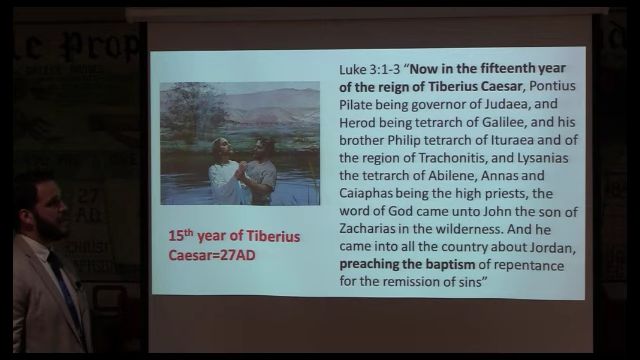 Luke 3:1-3 “Now in the fifteenth year
of the reign of Tiberius Caesar, Pontius
Pilate being governor of Judaea, and
Herod being tetrarch of Galilee, and his
brother Philip tetrarch of Ituraea and of
the region of Trachonitis, and Lysanias
the tetrarch of Abilene, Annas and
Caiaphas being the high priests, the
word of God came unto John the son of
Zacharias in the wilderness. And he
came into all the country about Jordan,
preaching the baptism of repentance
for the remission of sins”
15th year of Tiberius
Caesar=27AD
27
A.D.